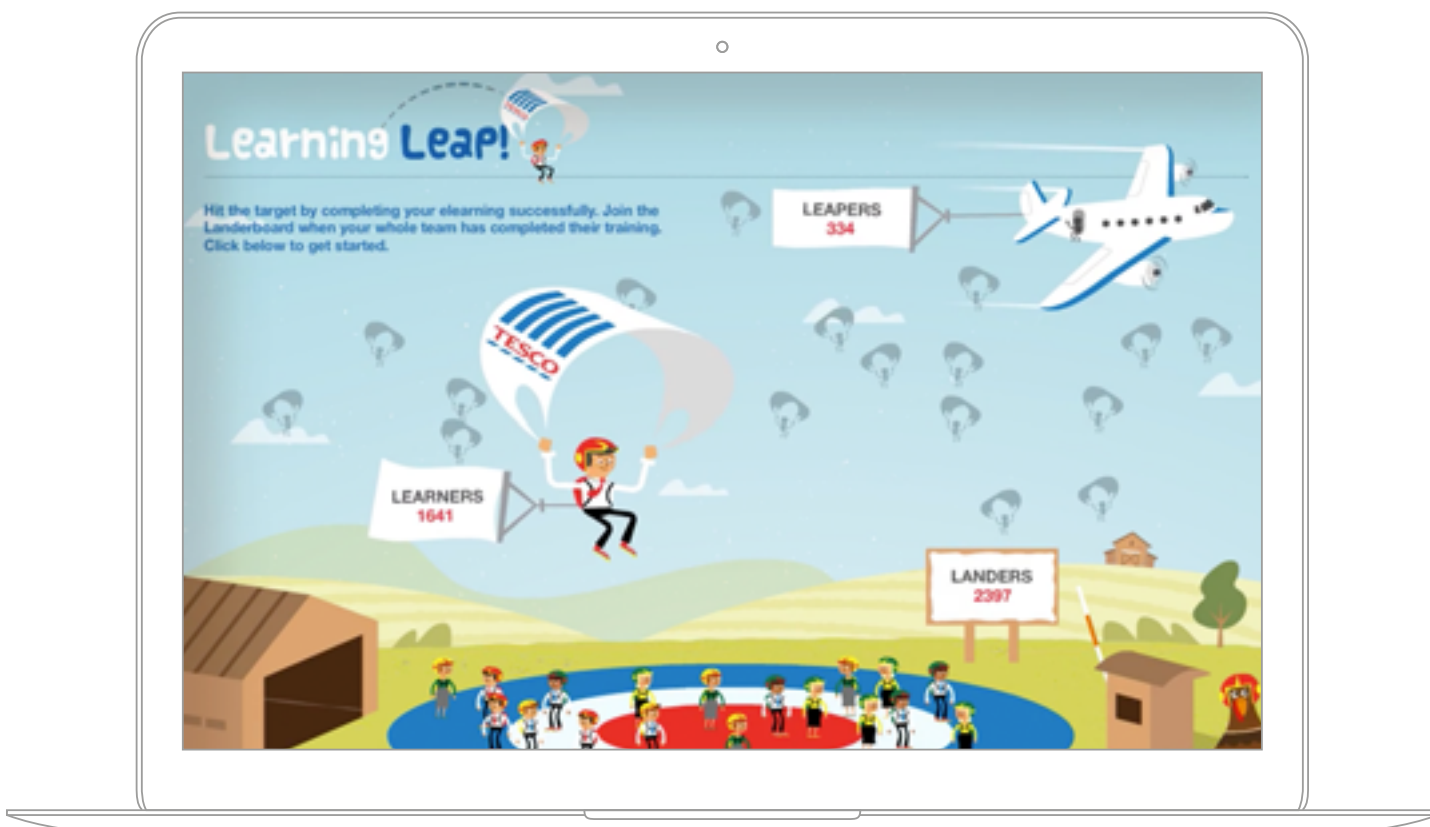 Learning Leap!
Hit the target by completing your elearning successfully. Join the
Landerboard when your whole team has completed their training.
Click below to get started.
LEAPERS
334
TESCO
LEARNERS
1641
LANDERS
2397